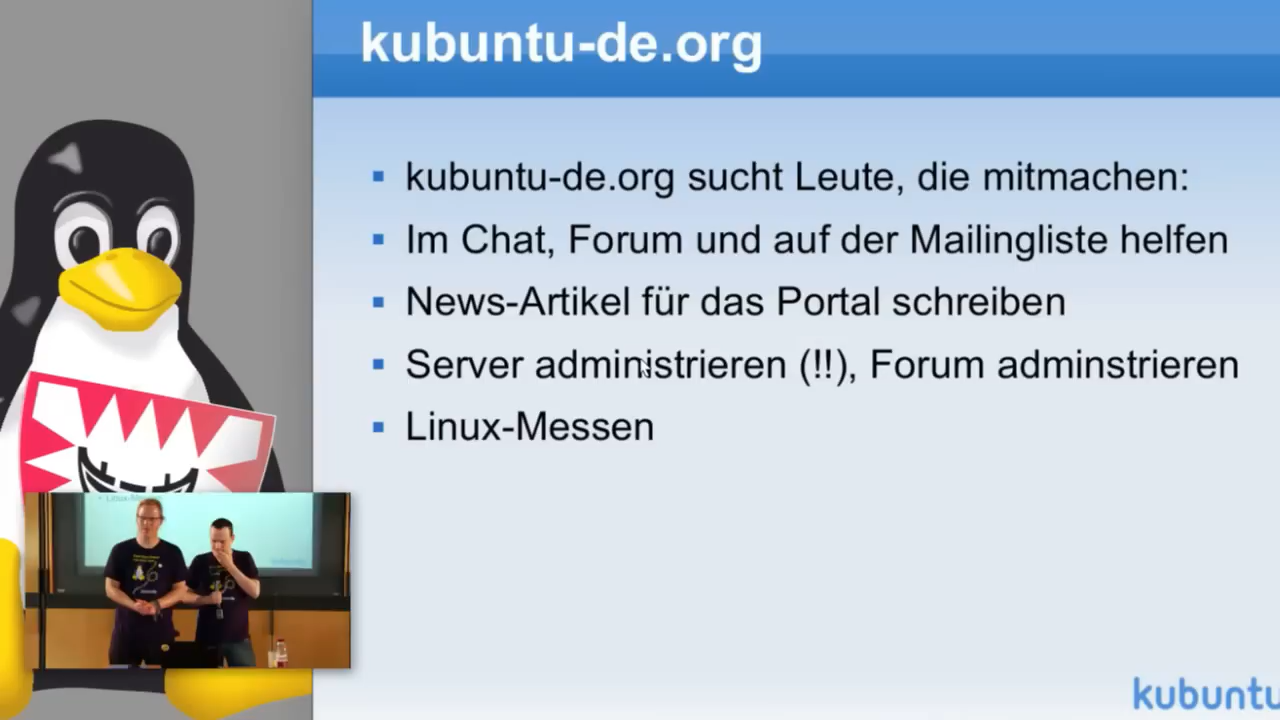 kubuntu-de.org
kubuntu-de.org sucht Leute, die mitmachen:
Im Chat, Forum und auf der Mailingliste helfen
News-Artikel für das Portal schreiben
Server administrieren (!!), Forum adminstrieren
Linux-Messen
kubuntu